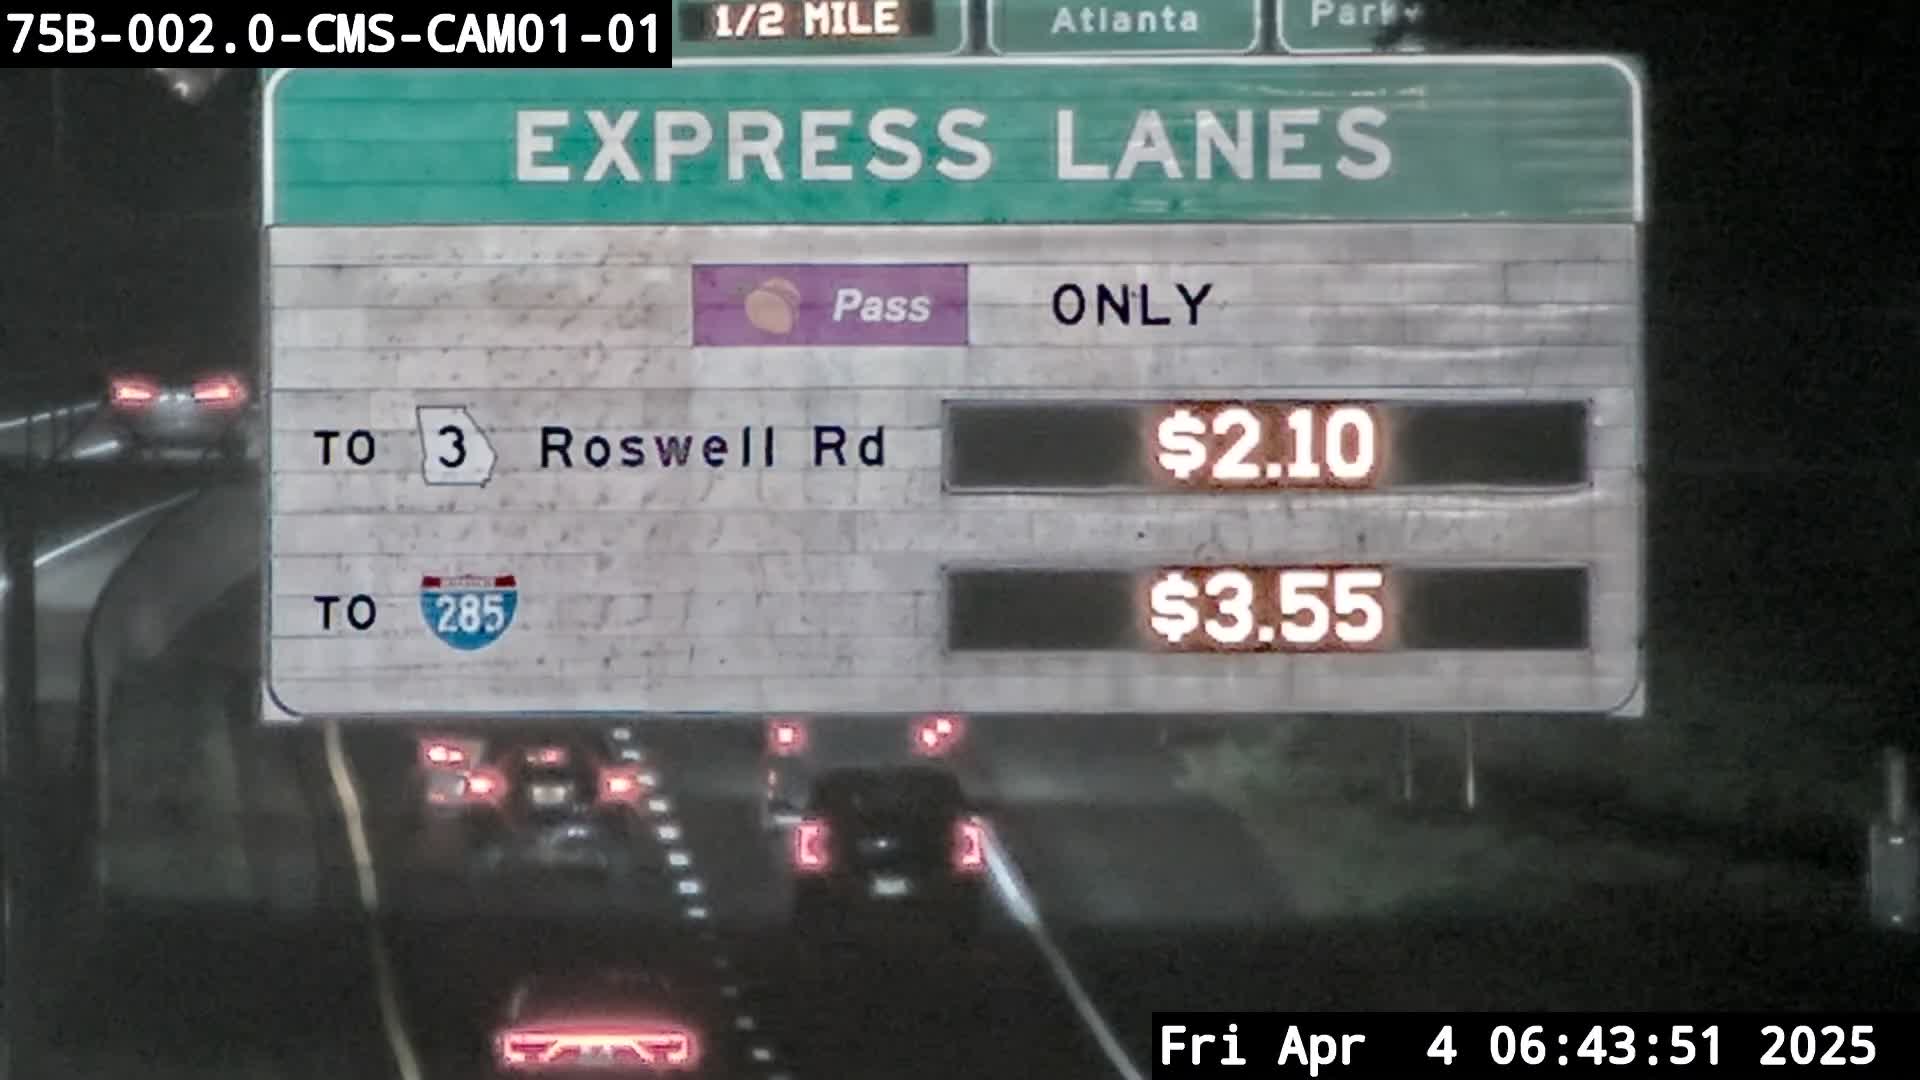 75B-002.0-CMS-CAM01-01
1/2 MILE
Atlanta
EXPRESS LANES
Pass ONLY
TO 3 Roswell Rd $2.10
TO 285 $3.55
Fri Apr 4 06:43:51 2025